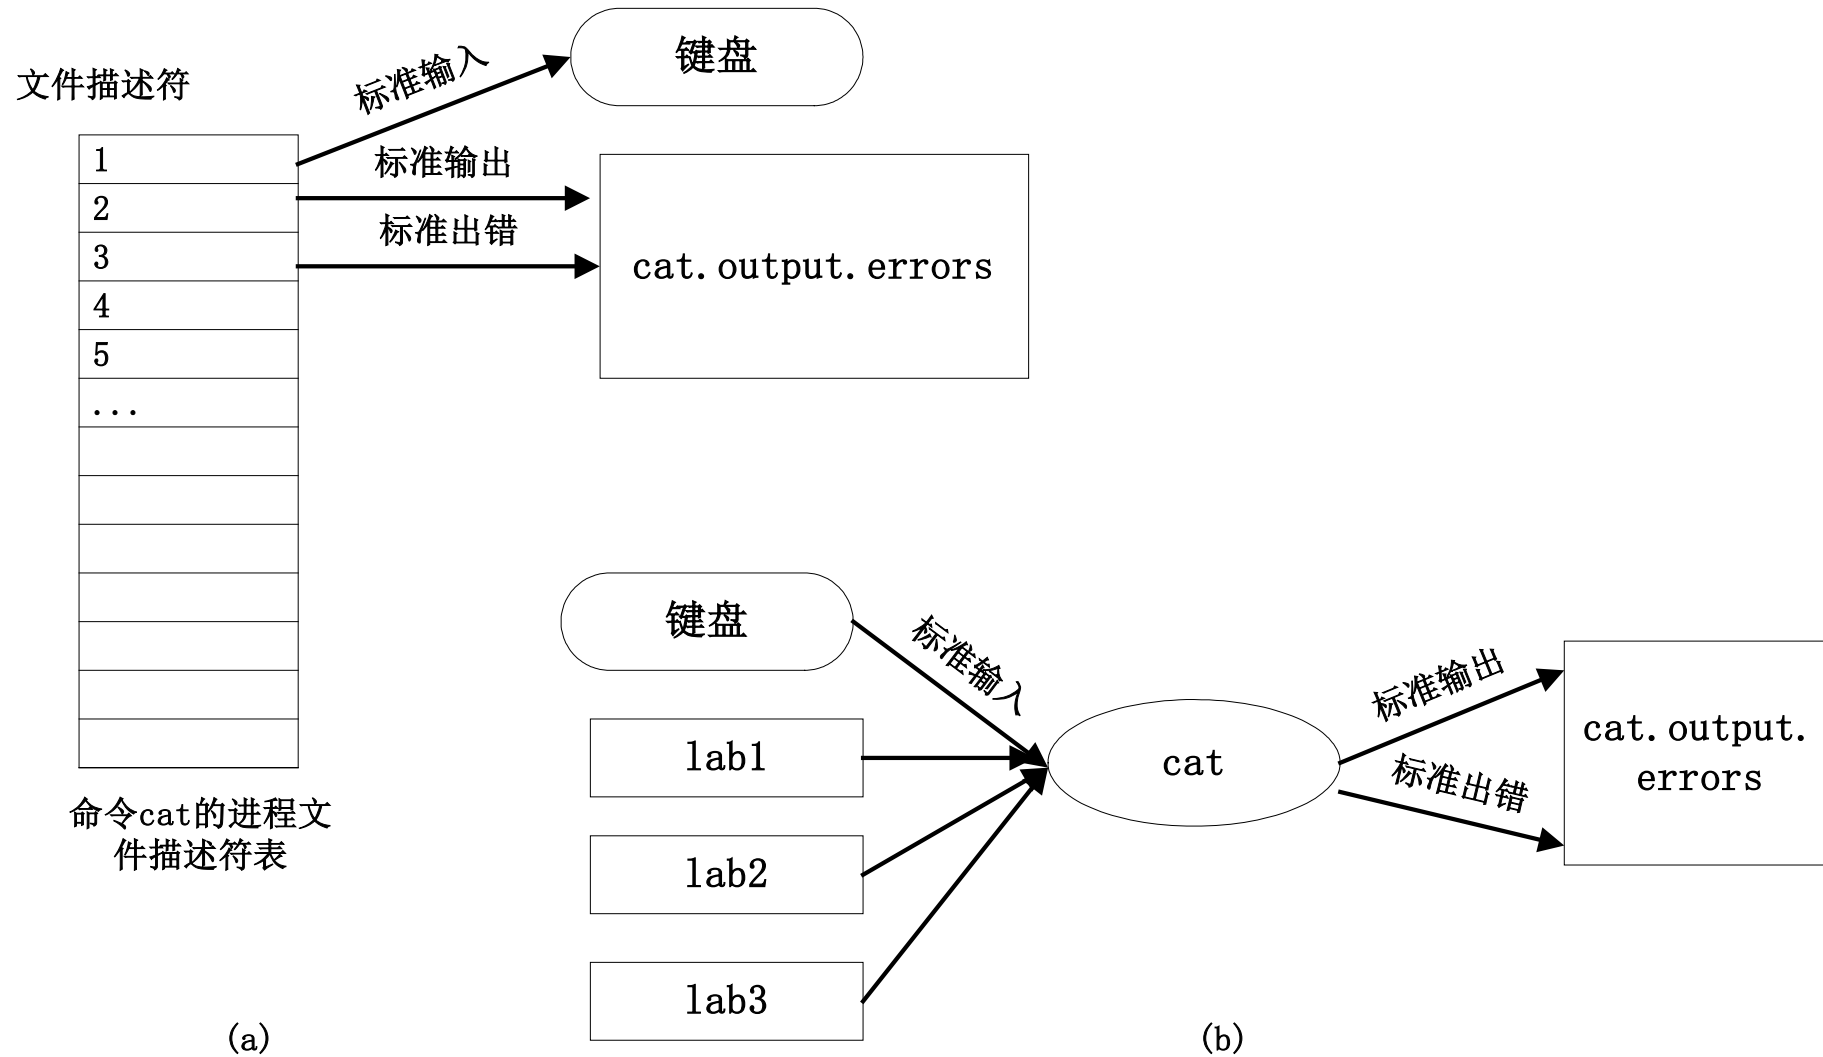 文件描述符
1
2
3
4
5
...
标准输入
键盘
标准输出
标准出错
cat.output.errors
命令cat的进程文
件描述符表
(a)
键盘
标准输入
lab1
lab2
lab3
cat
标准输出
标准出错
cat.output.
errors
(b)